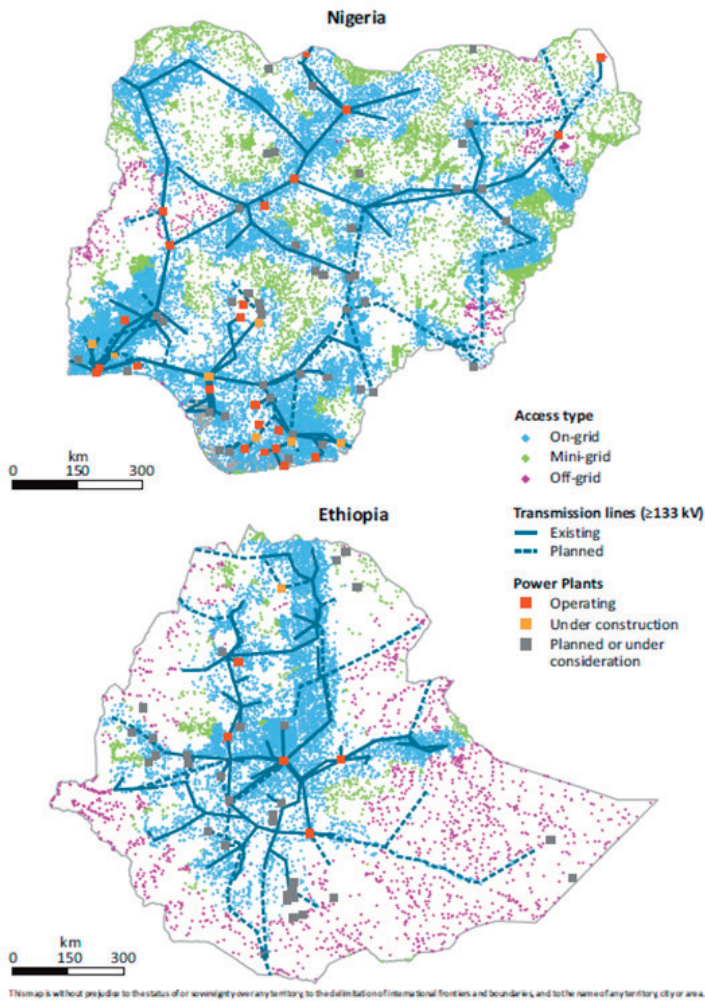 Nigeria
Access type
On-grid
Mini-grid
Off-grid
km
0 150 300
Transmission lines (≥133 kV)
Existing
Planned
Ethiopia
Power Plants
Operating
Under construction
Planned or under
consideration
km
0 150 300
This map is without prejudice to the status of or sovereignty over any territory, to the delimitation of international frontiers and boundaries, and to the name of any territory, city or area.